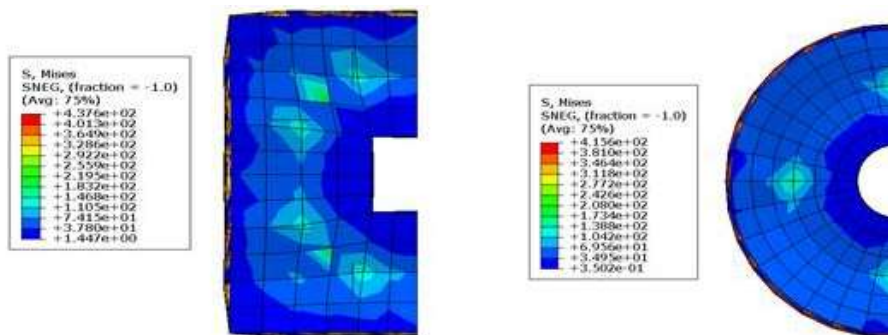 S, Mises
SNEG, (fraction = -1.0)
(Avg: 75%)
+4.376e+02
+4.013e+02
+3.649e+02
+3.286e+02
+2.922e+02
+2.559e+02
+2.195e+02
+1.832e+02
+1.468e+02
+1.105e+02
+7.415e+01
+3.780e+01
+1.447e+00
S, Mises
SNEG, (fraction = -1.0)
(Avg: 75%)
+4.156e+02
+3.810e+02
+3.464e+02
+3.118e+02
+2.772e+02
+2.426e+02
+2.080e+02
+1.734e+02
+1.388e+02
+1.042e+02
+6.956e+01
+3.495e+01
+3.502e-01